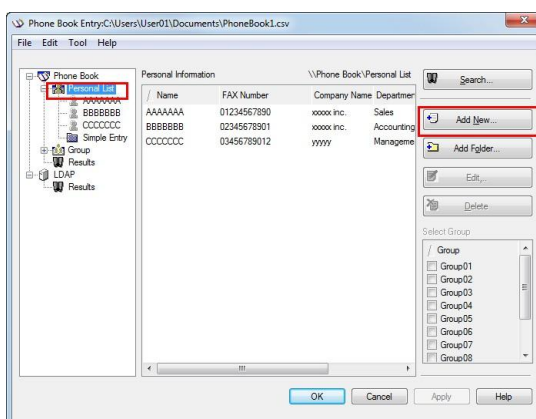 Phone Book Entry:C:\Users\User01\Documents\PhoneBook1.csv
File Edit Tool Help
Phone Book
Personal List
AAAAAAA
BBBBBBB
CCCCCCC
Simple Entry
Group
Results
LDAP
Results
Personal Information \\Phone Book\Personal List
/ Name FAX Number Company Name Departmen
AAAAAAA 01234567890 xxxxx inc. Sales
BBBBBBB 02345678901 xxxxx inc. Accounting
CCCCCCC 03456789012 yyyyy Manageme
Search...
Add New...
Add Folder...
Edit...
Delete
Select Group
/ Group
Group01
Group02
Group03
Group04
Group05
Group06
Group07
Group08
OK Cancel Apply Help